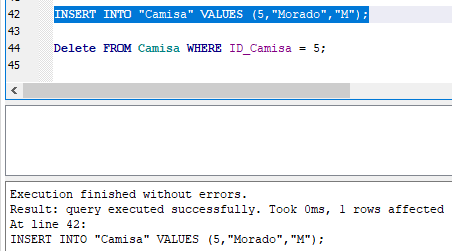 42 INSERT INTO "Camisa" VALUES (5,"Morado","M");
43
44 Delete FROM Camisa WHERE ID_Camisa = 5;
45
Execution finished without errors.
Result: query executed successfully. Took 0ms, 1 rows affected
At line 42:
INSERT INTO "Camisa" VALUES (5,"Morado","M");